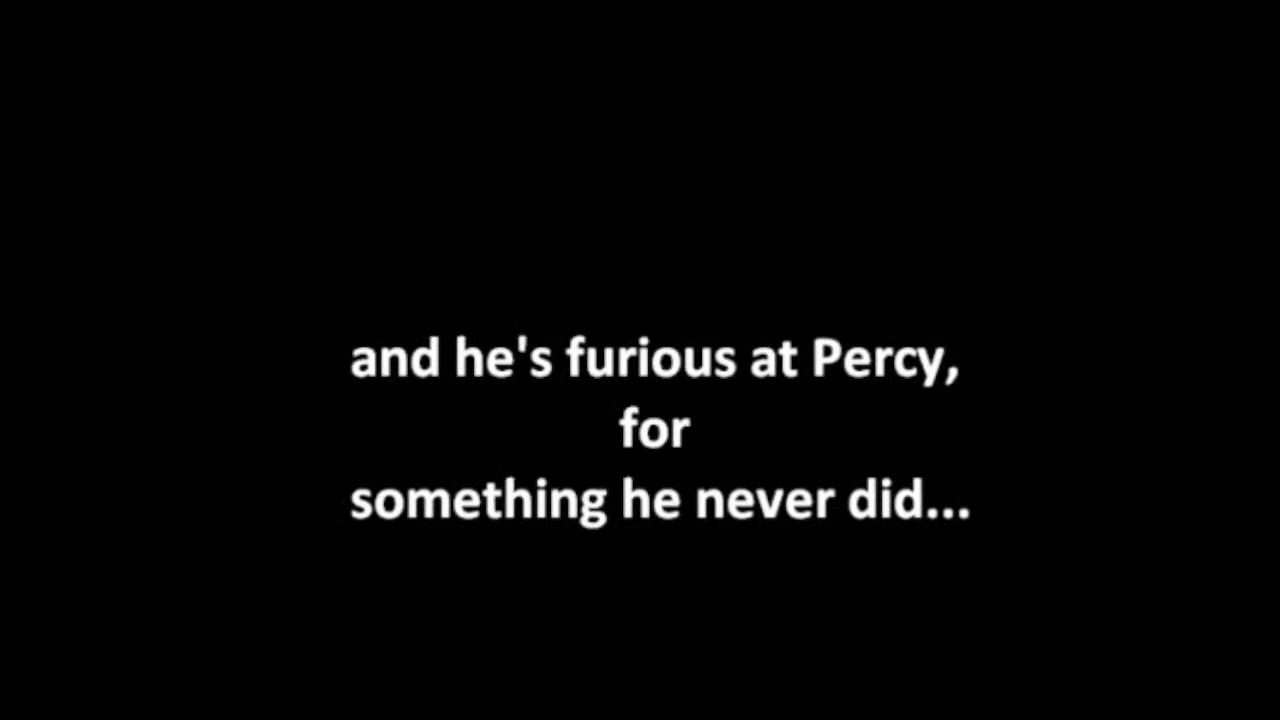 and he's furious at Percy,
for
something he never did...